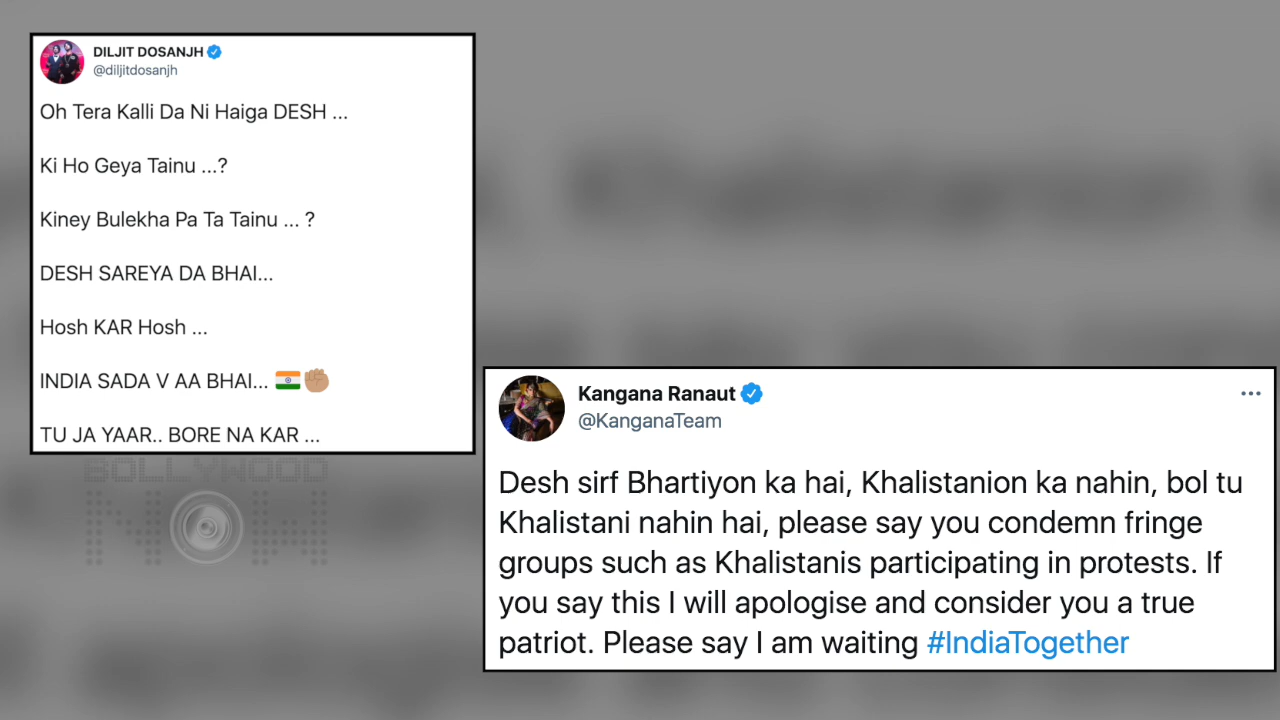 DILJIT DOSANJH
@diljitdosanjh
Oh Tera Kalli Da Ni Haiga DESH ...
Ki Ho Geya Tainu ...?
Kiney Bulekha Pa Ta Tainu ... ?
DESH SAREYA DA BHAI...
Hosh KAR Hosh ...
INDIA SADA V AA BHAI... 🇮🇳✊🏽
TU JA YAAR.. BORE NA KAR ...
BOLLYWOOD
NOW
Kangana Ranaut
@KanganaTeam
Desh sirf Bhartiyon ka hai, Khalistanion ka nahin, bol tu
Khalistani nahin hai, please say you condemn fringe
groups such as Khalistanis participating in protests. If
you say this I will apologise and consider you a true
patriot. Please say I am waiting #IndiaTogether